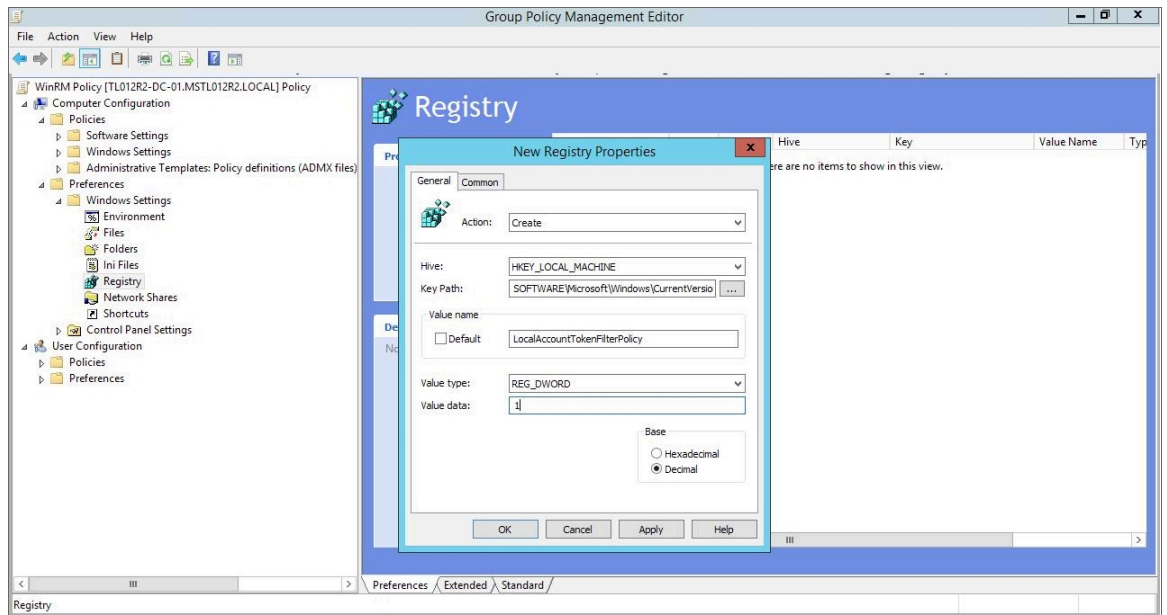 Group Policy Management Editor
File Action View Help
WinRM Policy [TL012R2-DC-01.MSTL012R2.LOCAL] Policy
Computer Configuration
Policies
Software Settings
Windows Settings
Administrative Templates: Policy definitions (ADMX files)
Preferences
Windows Settings
Environment
Files
Folders
Ini Files
Registry
Network Shares
Shortcuts
Control Panel Settings
User Configuration
Policies
Preferences
Registry
Hive Key Value Name Typ
ere are no items to show in this view.
Pro
De
No
New Registry Properties
General Common
Action: Create
Hive: HKEY_LOCAL_MACHINE
Key Path: SOFTWARE\Microsoft\Windows\CurrentVersio ...
Value name
Default LocalAccountTokenFilterPolicy
Value type: REG_DWORD
Value data: 1
Base
Hexadecimal
Decimal
OK Cancel Apply Help
Preferences Extended Standard
Registry